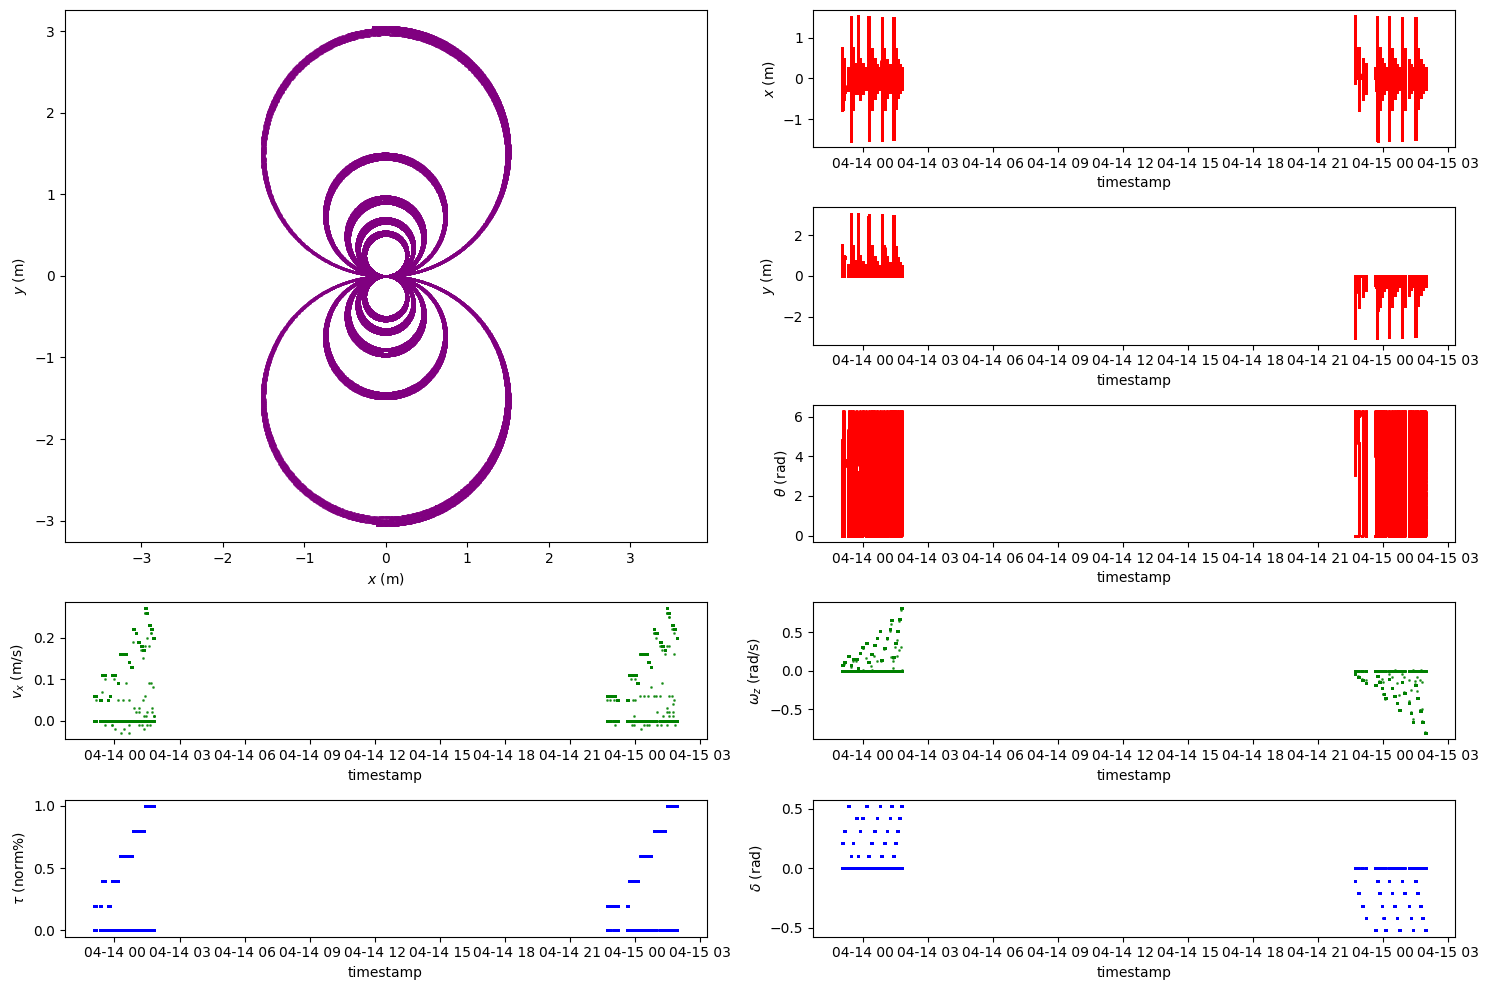 3
2
1
0
−1
−2
−3
y (m)
−3 −2 −1 0 1 2 3
x (m)
1
0
−1
x (m)
04-14 00 04-14 03 04-14 06 04-14 09 04-14 12 04-14 15 04-14 18 04-14 21 04-15 00 04-15 03
timestamp
2
0
−2
y (m)
04-14 00 04-14 03 04-14 06 04-14 09 04-14 12 04-14 15 04-14 18 04-14 21 04-15 00 04-15 03
timestamp
6
4
2
0
θ (rad)
04-14 00 04-14 03 04-14 06 04-14 09 04-14 12 04-14 15 04-14 18 04-14 21 04-15 00 04-15 03
timestamp
0.2
0.1
0.0
vₓ (m/s)
04-14 00 04-14 03 04-14 06 04-14 09 04-14 12 04-14 15 04-14 18 04-14 21 04-15 00 04-15 03
timestamp
0.5
0.0
−0.5
ω_z (rad/s)
04-14 00 04-14 03 04-14 06 04-14 09 04-14 12 04-14 15 04-14 18 04-14 21 04-15 00 04-15 03
timestamp
1.0
0.5
0.0
τ (norm%)
04-14 00 04-14 03 04-14 06 04-14 09 04-14 12 04-14 15 04-14 18 04-14 21 04-15 00 04-15 03
timestamp
0.5
0.0
−0.5
δ (rad)
04-14 00 04-14 03 04-14 06 04-14 09 04-14 12 04-14 15 04-14 18 04-14 21 04-15 00 04-15 03
timestamp